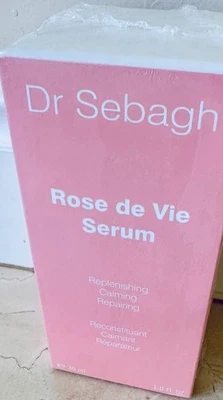 Dr Sebagh
Rose de Vie
Serum
Replenishing
Calming
Repairing
Reconstituant
Calmant
Réparateur